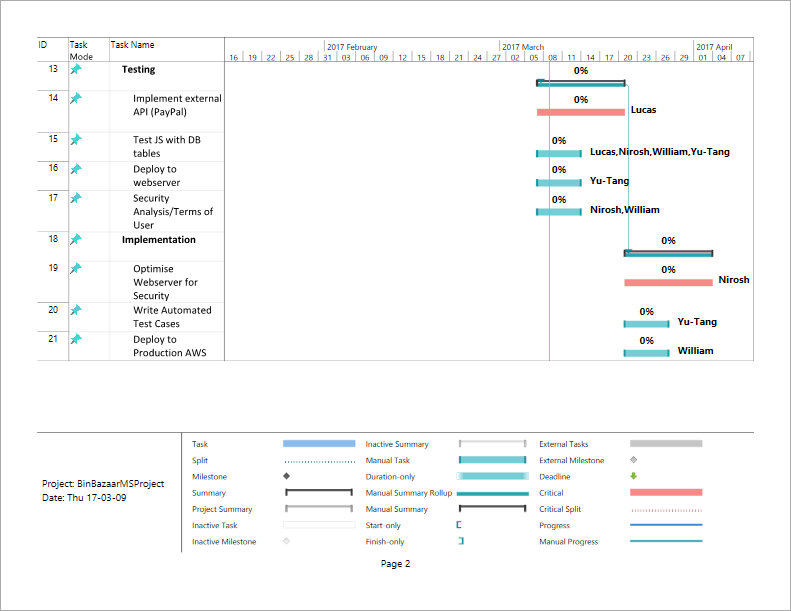 ID Task Mode Task Name
2017 February 2017 March 2017 April
16 19 22 25 28 31 03 06 09 12 15 18 21 24 27 02 05 08 11 14 17 20 23 26 29 01 04 07
13 Testing 0%
14 Implement external 0%
API (PayPal) Lucas
15 Test JS with DB 0%
tables Lucas,Nirosh,William,Yu-Tang
16 Deploy to 0%
webserver Yu-Tang
17 Security 0%
Analysis/Terms of Nirosh,William
User
18 Implementation 0%
19 Optimise 0%
Webserver for Nirosh
Security
20 Write Automated 0%
Test Cases Yu-Tang
21 Deploy to 0%
Production AWS William
Project: BinBazaarMSProject
Date: Thu 17-03-09
Task Inactive Summary External Tasks
Split Manual Task External Milestone
Milestone Duration-only Deadline
Summary Manual Summary Rollup Critical
Project Summary Manual Summary Critical Split
Inactive Task Start-only Progress
Inactive Milestone Finish-only Manual Progress
Page 2